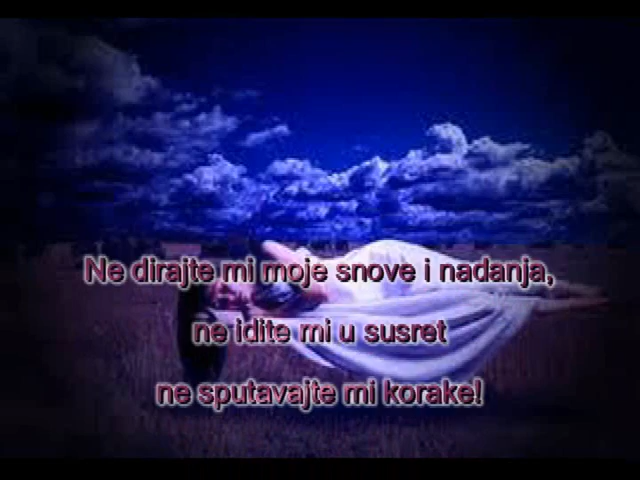 Ne dirajte mi moje snove i nadanja,
ne idite mi u susret
ne sputavajte mi korake!